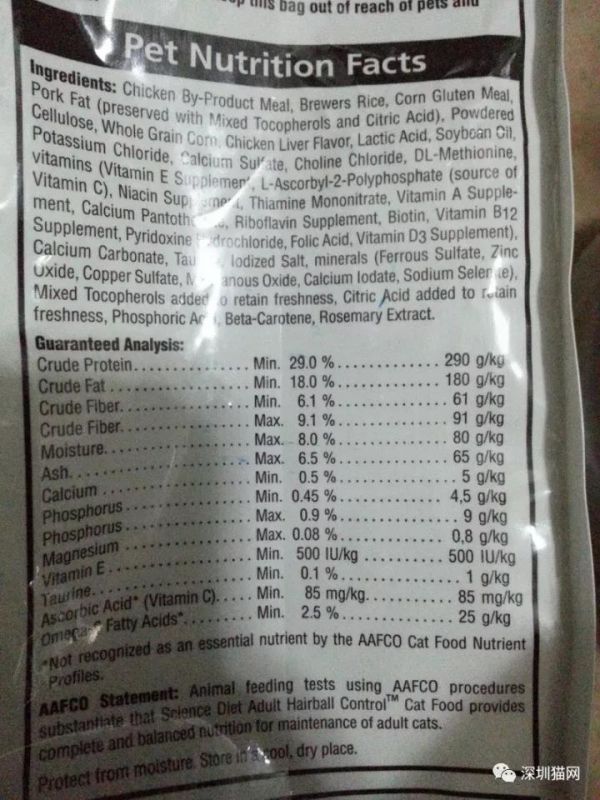 this bag out of reach of pets and
Pet Nutrition Facts
Ingredients: Chicken By-Product Meal, Brewers Rice, Corn Gluten Meal,
Pork Fat (preserved with Mixed Tocopherols and Citric Acid), Powdered
Cellulose, Whole Grain Corn, Chicken Liver Flavor, Lactic Acid, Soybean Oil,
Potassium Chloride, Calcium Sulfate, Choline Chloride, DL-Methionine,
vitamins (Vitamin E Supplement, L-Ascorbyl-2-Polyphosphate (source of
Vitamin C), Niacin Supplement, Thiamine Mononitrate, Vitamin A Supple-
ment, Calcium Pantothenate, Riboflavin Supplement, Biotin, Vitamin B12
Supplement, Pyridoxine Hydrochloride, Folic Acid, Vitamin D3 Supplement),
Calcium Carbonate, Taurine, Iodized Salt, minerals (Ferrous Sulfate, Zinc
Oxide, Copper Sulfate, Manganous Oxide, Calcium Iodate, Sodium Selenite),
Mixed Tocopherols added to retain freshness, Citric Acid added to retain
freshness, Phosphoric Acid, Beta-Carotene, Rosemary Extract.
Guaranteed Analysis:
Crude Protein.............. Min. 29.0 %.............. 290 g/kg
Crude Fat.................. Min. 18.0 %.............. 180 g/kg
Crude Fiber................ Min. 6.1 %.............. 61 g/kg
Crude Fiber................ Max. 9.1 %.............. 91 g/kg
Moisture................... Max. 8.0 %.............. 80 g/kg
Ash........................ Max. 6.5 %.............. 65 g/kg
Calcium.................... Min. 0.5 %.............. 5 g/kg
Phosphorus................. Min. 0.45 %.............. 4,5 g/kg
Phosphorus................. Max. 0.9 %.............. 9 g/kg
Magnesium.................. Max. 0.08 %.............. 0,8 g/kg
Vitamin E.................. Min. 500 IU/kg.............. 500 IU/kg
Taurine.................... Min. 0.1 %.............. 1 g/kg
Ascorbic Acid* (Vitamin C)..... Min. 85 mg/kg.............. 85 mg/kg
Fatty Acids*............... Min. 2.5 %.............. 25 g/kg
*Not recognized as an essential nutrient by the AAFCO Cat Food Nutrient
Profiles.
AAFCO Statement: Animal feeding tests using AAFCO procedures
substantiate that Science Diet Adult Hairball Control™ Cat Food provides
complete and balanced nutrition for maintenance of adult cats.
Protect from moisture. Store in a cool, dry place.
深圳猫网